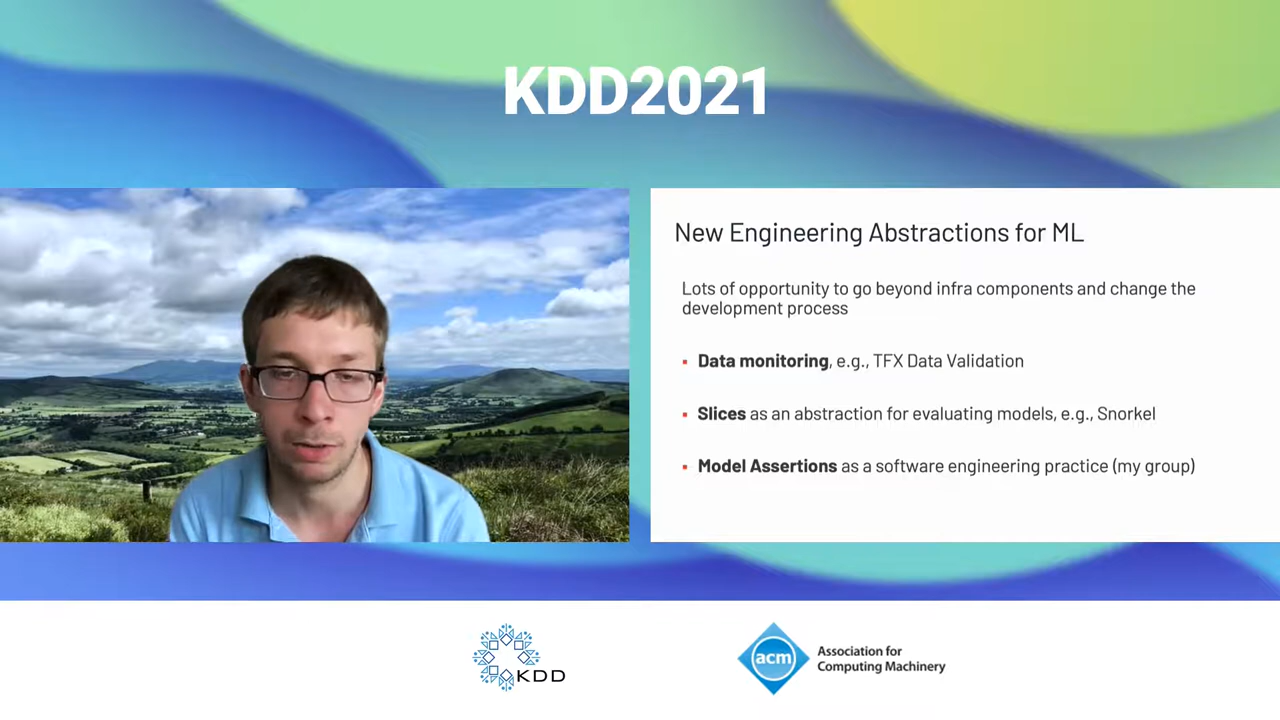 KDD2021
New Engineering Abstractions for ML
Lots of opportunity to go beyond infra components and change the
development process
▪ Data monitoring, e.g., TFX Data Validation
▪ Slices as an abstraction for evaluating models, e.g., Snorkel
▪ Model Assertions as a software engineering practice (my group)
KDD
acm
Association for
Computing Machinery